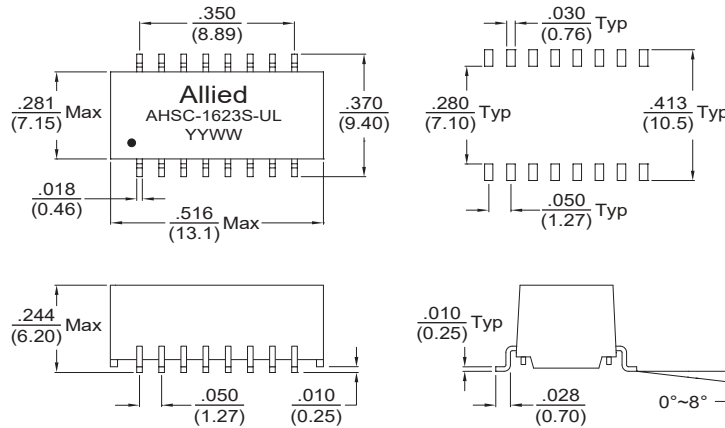 .350
(8.89)
.281
(7.15)
Max
Allied
AHSC-1623S-UL
YYWW
.370
(9.40)
.018
(0.46)
.516
(13.1)
Max
.030
(0.76)
Typ
.280
(7.10)
Typ
.413
(10.5)
Typ
.050
(1.27)
Typ
.244
(6.20)
Max
.050
(1.27)
.010
(0.25)
.010
(0.25)
Typ
.028
(0.70)
0°~8°